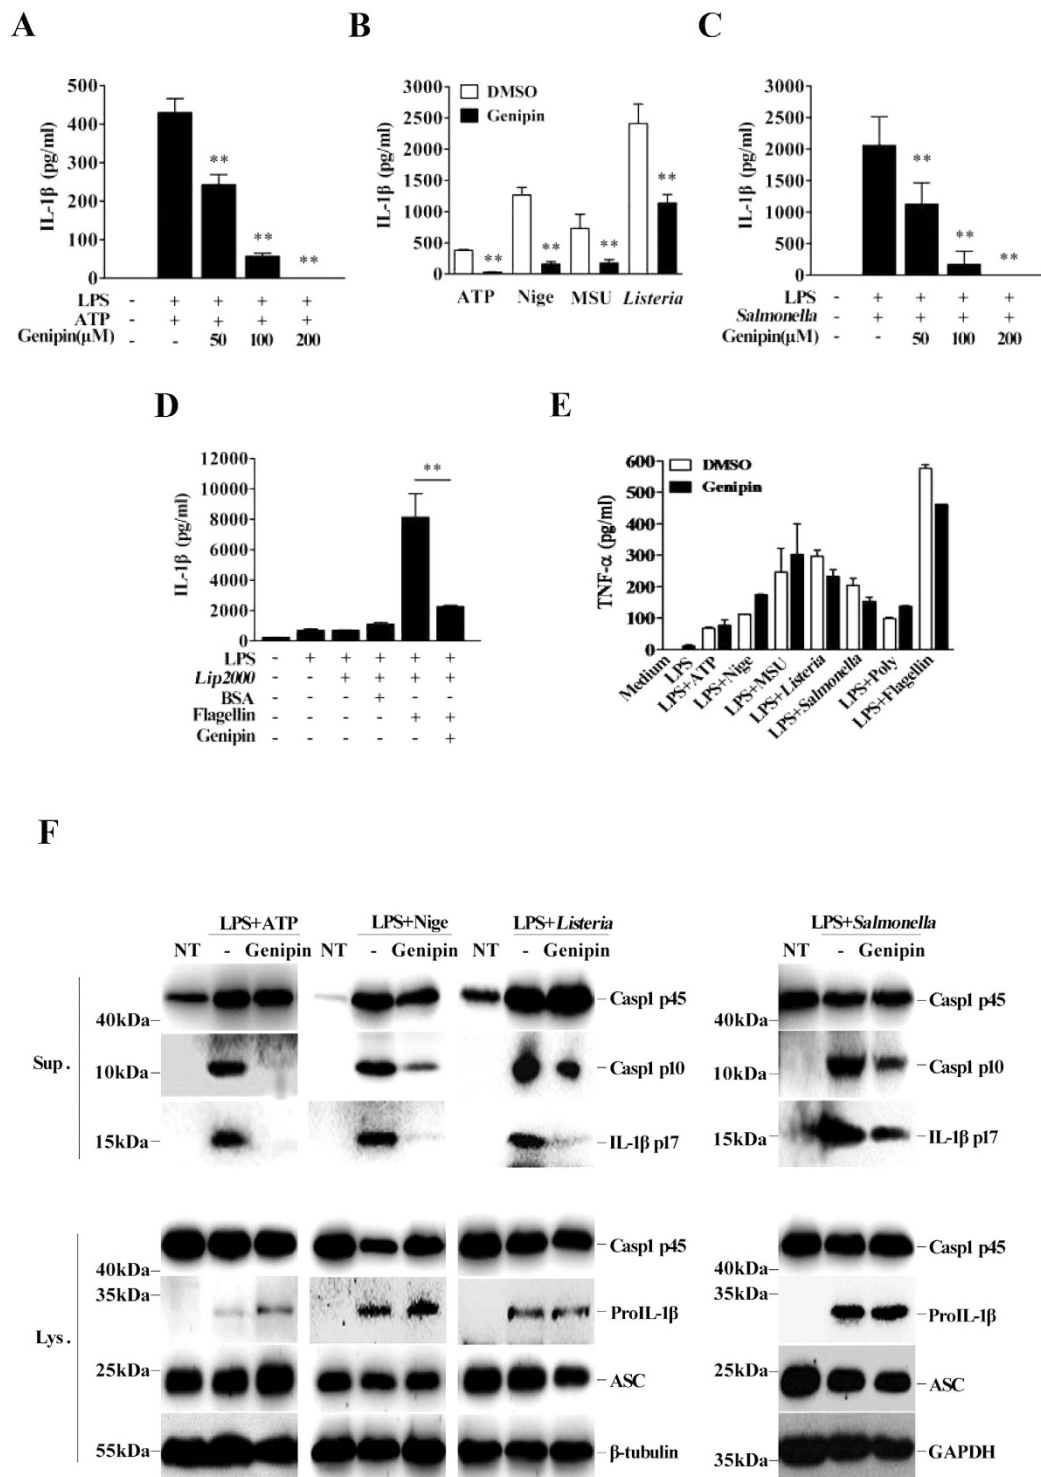 A
B
C
500
400
300
200
100
0
IL-1β (pg/ml)
**
**
**
LPS - + + + +
ATP - + + + +
Genipin(μM) - - 50 100 200
3000
2500
2000
1500
1000
500
0
IL-1β (pg/ml)
DMSO
Genipin
**
**
**
**
ATP Nige MSU Listeria
3000
2500
2000
1500
1000
500
0
IL-1β (pg/ml)
**
**
**
LPS - + + + +
Salmonella - + + + +
Genipin(μM) - - 50 100 200
D
E
12000
10000
8000
6000
4000
2000
0
IL-1β (pg/ml)
**
LPS - + + + + +
Lip2000 - - + + + +
BSA - - - + - -
Flagellin - - - - + +
Genipin - - - - - +
600
500
400
300
200
100
0
TNF-α (pg/ml)
DMSO
Genipin
Medium
LPS
LPS+ATP
LPS+Nige
LPS+MSU
LPS+Listeria
LPS+Salmonella
LPS+Poly
LPS+Flagellin
F
LPS+ATP LPS+Nige LPS+Listeria LPS+Salmonella
NT - Genipin NT - Genipin NT - Genipin NT - Genipin
Sup.
40kDa Casp1 p45 40kDa Casp1 p45
10kDa Casp1 p10 10kDa Casp1 p10
15kDa IL-1β p17 15kDa IL-1β p17
Lys.
40kDa Casp1 p45 40kDa Casp1 p45
35kDa ProIL-1β 35kDa ProIL-1β
25kDa ASC 25kDa ASC
55kDa β-tubulin 35kDa GAPDH